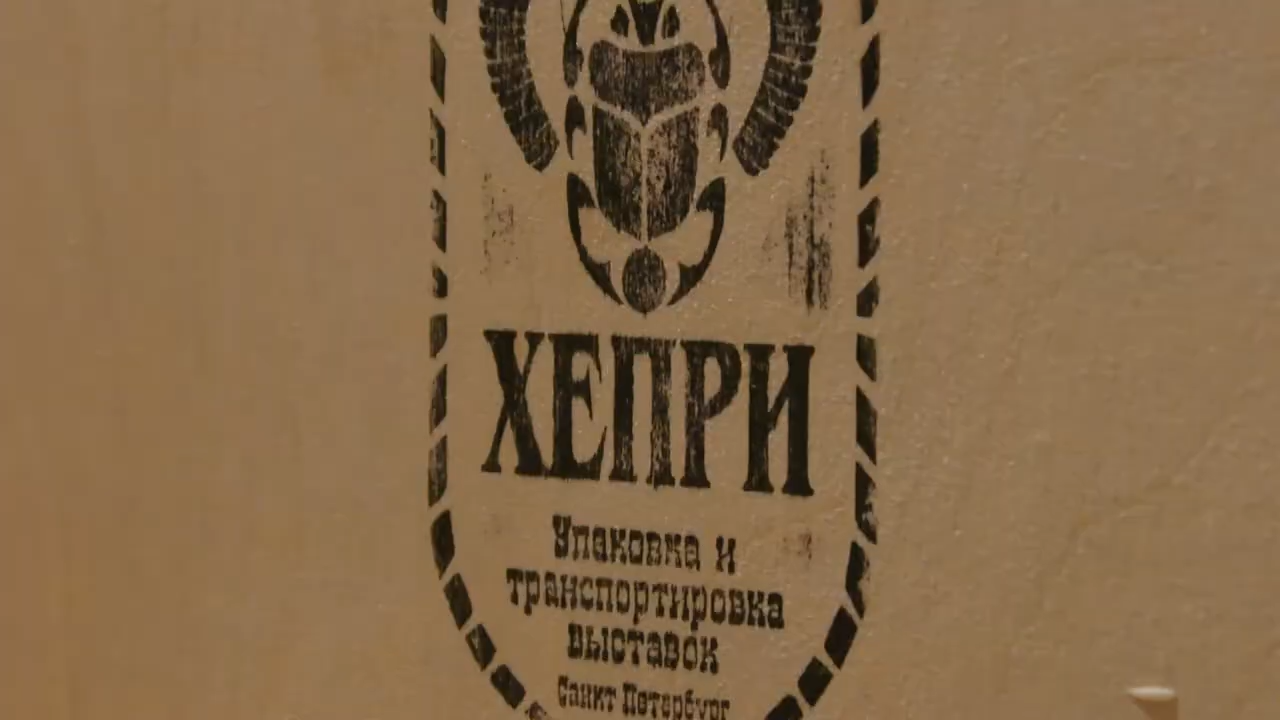 ХЕПРИ
Упаковка и
транспортировка
выставок
Санкт Петербург